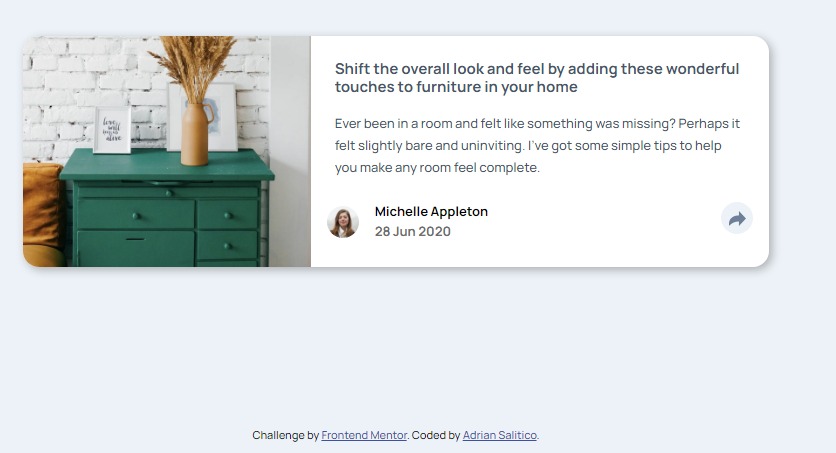 love
well
Shift the overall look and feel by adding these wonderful
touches to furniture in your home
Ever been in a room and felt like something was missing? Perhaps it
felt slightly bare and uninviting. I've got some simple tips to help
you make any room feel complete.
Michelle Appleton
28 Jun 2020
Challenge by Frontend Mentor. Coded by Adrian Salitico.